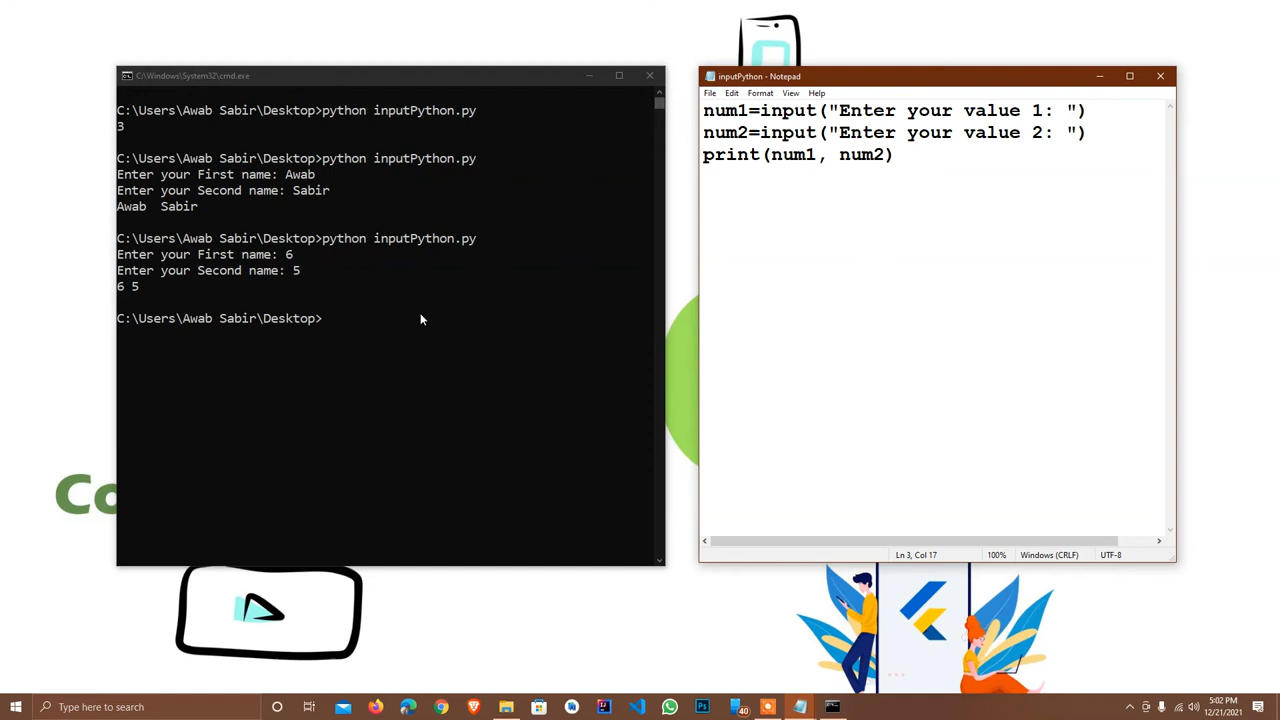 C:\Windows\System32\cmd.exe
C:\Users\Awab Sabir\Desktop>python inputPython.py
3
C:\Users\Awab Sabir\Desktop>python inputPython.py
Enter your First name: Awab
Enter your Second name: Sabir
Awab  Sabir
C:\Users\Awab Sabir\Desktop>python inputPython.py
Enter your First name: 6
Enter your Second name: 5
6 5
C:\Users\Awab Sabir\Desktop>
inputPython - Notepad
File Edit Format View Help
num1=input("Enter your value 1: ")
num2=input("Enter your value 2: ")
print(num1, num2)
Ln 3, Col 17 100% Windows (CRLF) UTF-8
Co
Type here to search
Ps
40
5:02 PM
12/21/2021